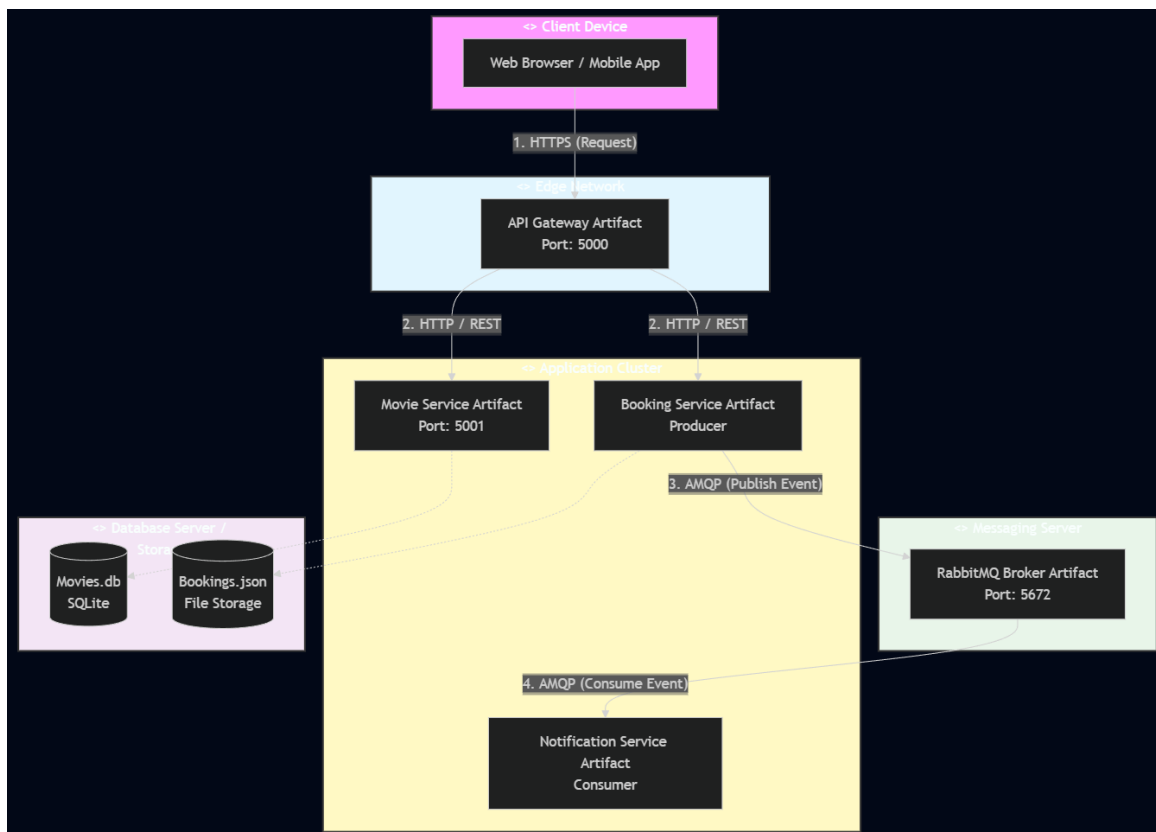 <> Client Device
Web Browser / Mobile App
1. HTTPS (Request)
<> Edge Network
API Gateway Artifact
Port: 5000
2. HTTP / REST
2. HTTP / REST
<> Application Cluster
Movie Service Artifact
Port: 5001
Booking Service Artifact
Producer
3. AMQP (Publish Event)
<> Database Server /
Storage
Movies.db
SQLite
Bookings.json
File Storage
<> Messaging Server
RabbitMQ Broker Artifact
Port: 5672
4. AMQP (Consume Event)
Notification Service
Artifact
Consumer